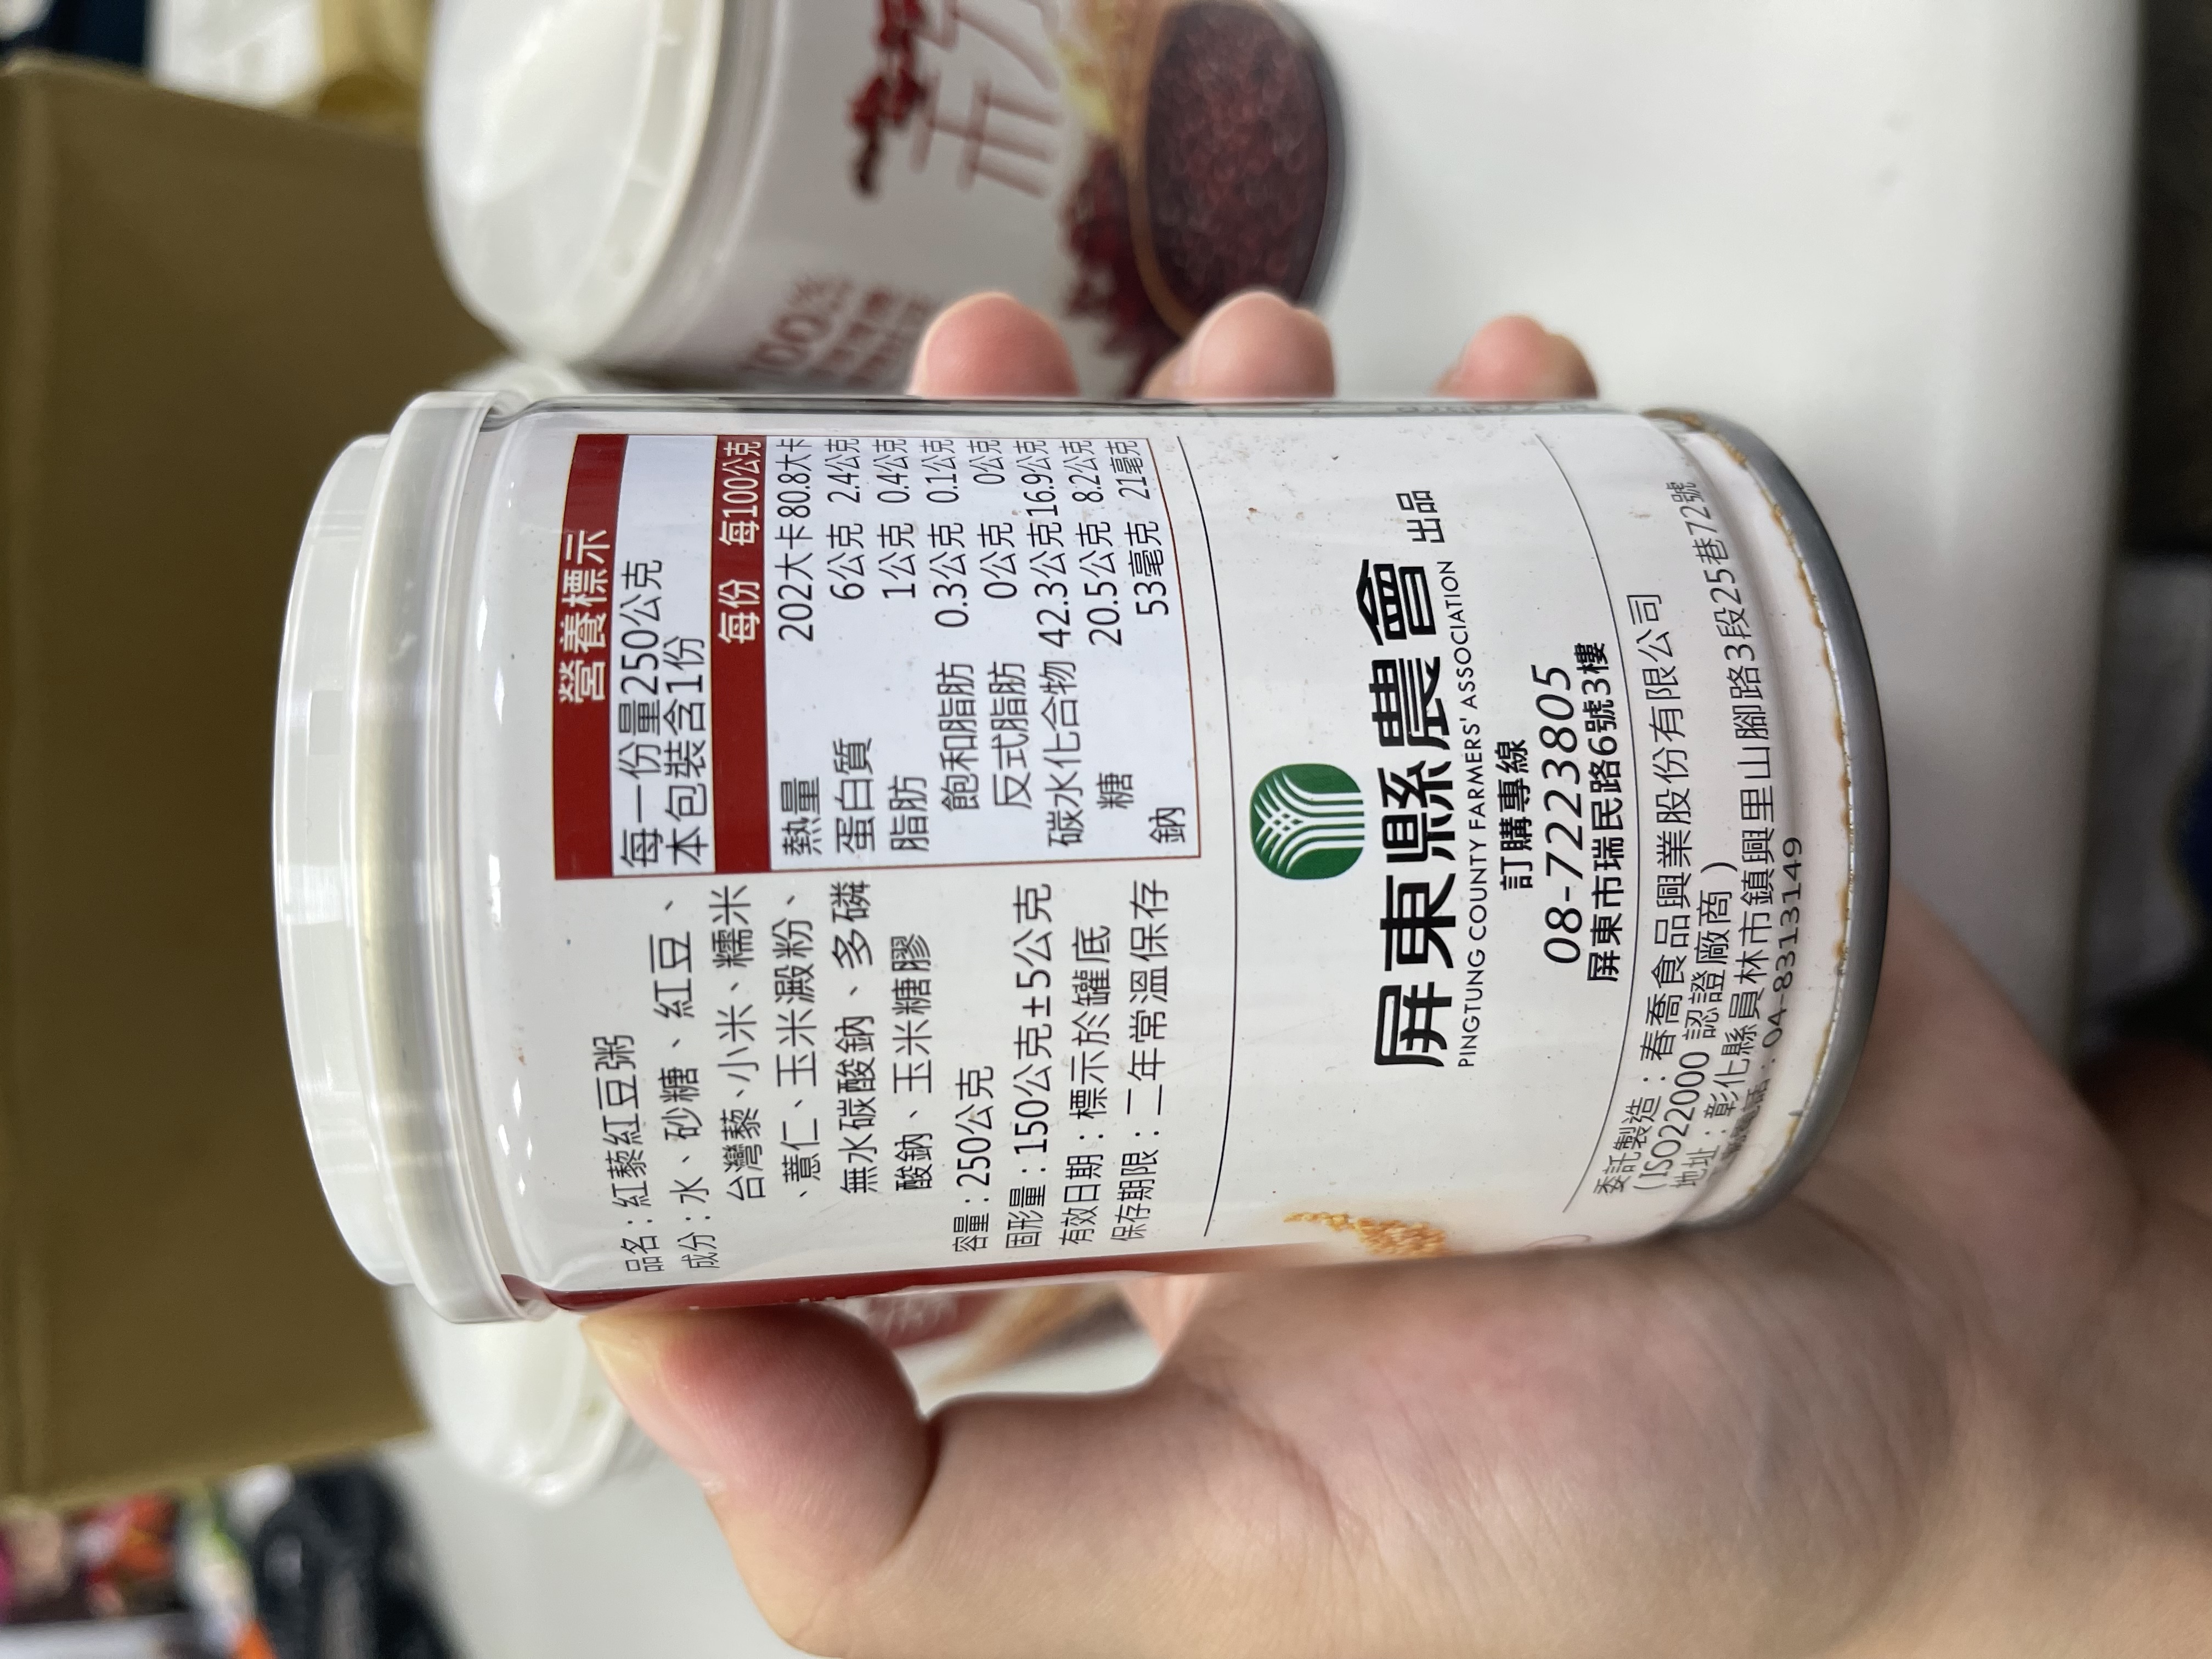 品名：紅藜紅豆粥
成分：水、砂糖、紅豆、
台灣藜、小米、糯米
、薏仁、玉米澱粉、
無水碳酸鈉、多磷
酸鈉、玉米糖膠
容量：250公克
固形量：150公克±5公克
有效日期：標示於罐底
保存期限：二年常溫保存
營養標示
每一份量250公克
本包裝含1份
每份 每100公克
熱量 202大卡 80.8大卡
蛋白質 6公克 2.4公克
脂肪 1公克 0.4公克
飽和脂肪 0.3公克 0.1公克
反式脂肪 0公克 0公克
碳水化合物 42.3公克 16.9公克
糖 20.5公克 8.2公克
鈉 53毫克 21毫克
屏東縣農會 出品
PINGTUNG COUNTY FARMERS' ASSOCIATION
訂購專線
08-7223805
屏東市瑞民路6號3樓
委託製造：春喬食品興業股份有限公司
（ISO22000 認證廠商）
地址：彰化縣員林市鎮興里山腳路3段25巷72號
電話：04-8313149
100%